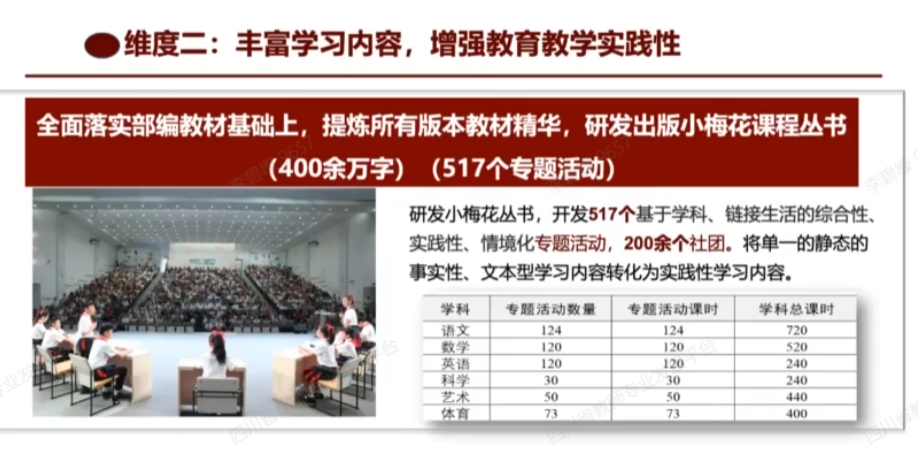 维度二：丰富学习内容，增强教育教学实践性
全面落实部编教材基础上，提炼所有版本教材精华，研发出版小梅花课程丛书
（400余万字）（517个专题活动）
研发小梅花丛书，开发517个基于学科、链接生活的综合性、
实践性、情境化专题活动，200余个社团。将单一的静态的
事实性、文本型学习内容转化为实践性学习内容。
学科 专题活动数量 专题活动课时 学科总课时
语文 124 124 720
数学 120 120 520
英语 120 120 240
科学 30 30 240
艺术 50 50 440
体育 73 73 400